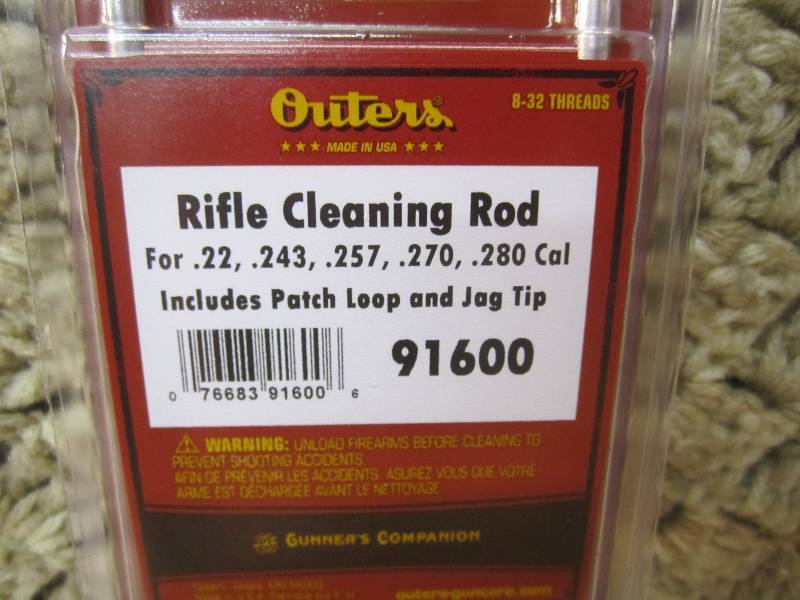 Outers
8-32 THREADS
MADE IN USA
Rifle Cleaning Rod
For .22, .243, .257, .270, .280 Cal
Includes Patch Loop and Jag Tip
91600
0 76683 91600 6
WARNING: UNLOAD FIREARMS BEFORE CLEANING TO
PREVENT SHOOTING ACCIDENTS.
AFIN DE PRÉVENIR LES ACCIDENTS, ASUREZ VOUS QUE VOTRE
ARME EST DÉCHARGÉE AVANT LE NETTOYAGE
GUNNER'S COMPANION
outers-guncare.com